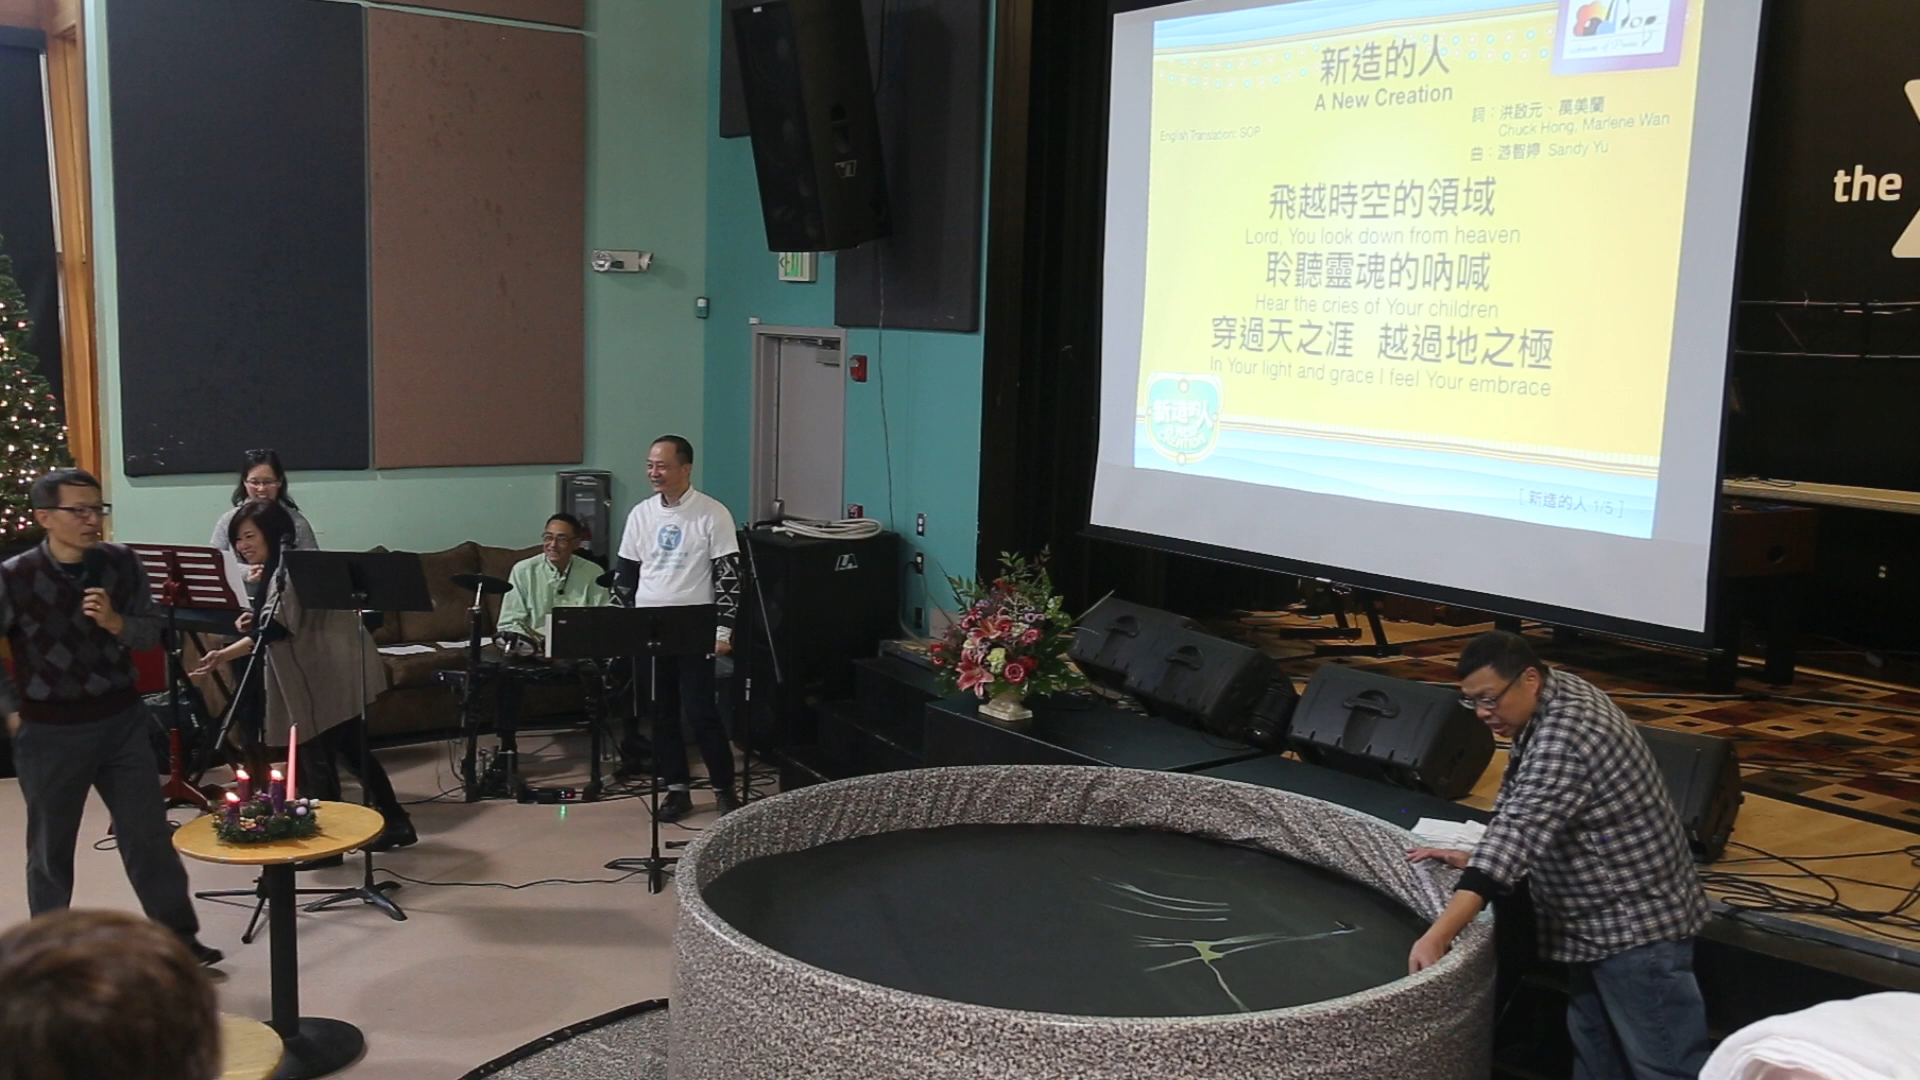 新造的人
A New Creation
English Translation: SOP
詞：洪啟元、萬美蘭
Chuck Hong, Marlene Wan
曲：游智婷 Sandy Yu
飛越時空的領域
Lord, You look down from heaven
聆聽靈魂的吶喊
Hear the cries of Your children
穿過天之涯 越過地之極
In Your light and grace I feel Your embrace
新造的人
[ 新造的人 1/5 ]
the